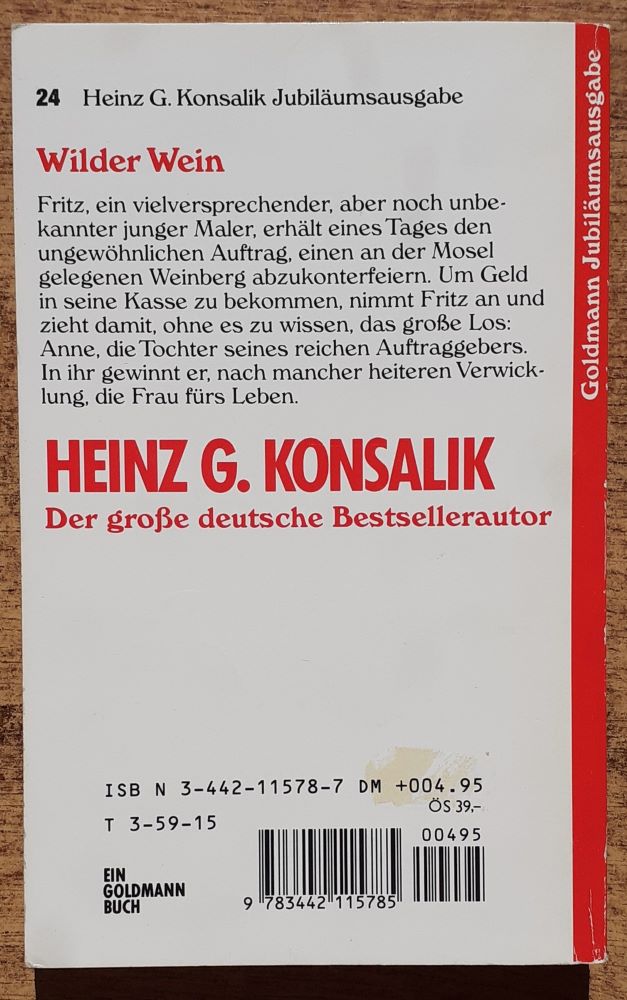 24 Heinz G. Konsalik Jubiläumsausgabe
Wilder Wein
Fritz, ein vielversprechender, aber noch unbe-
kannter junger Maler, erhält eines Tages den
ungewöhnlichen Auftrag, einen an der Mosel
gelegenen Weinberg abzukonterfeiern. Um Geld
in seine Kasse zu bekommen, nimmt Fritz an und
zieht damit, ohne es zu wissen, das große Los:
Anne, die Tochter seines reichen Auftraggebers.
In ihr gewinnt er, nach mancher heiteren Verwick-
lung, die Frau fürs Leben.
HEINZ G. KONSALIK
Der große deutsche Bestsellerautor
Goldmann Jubiläumsausgabe
ISB N 3-442-11578-7 DM +004.95
ÖS 39,–
T 3-59-15
00495
EIN
GOLDMANN
BUCH
9 783442 115785